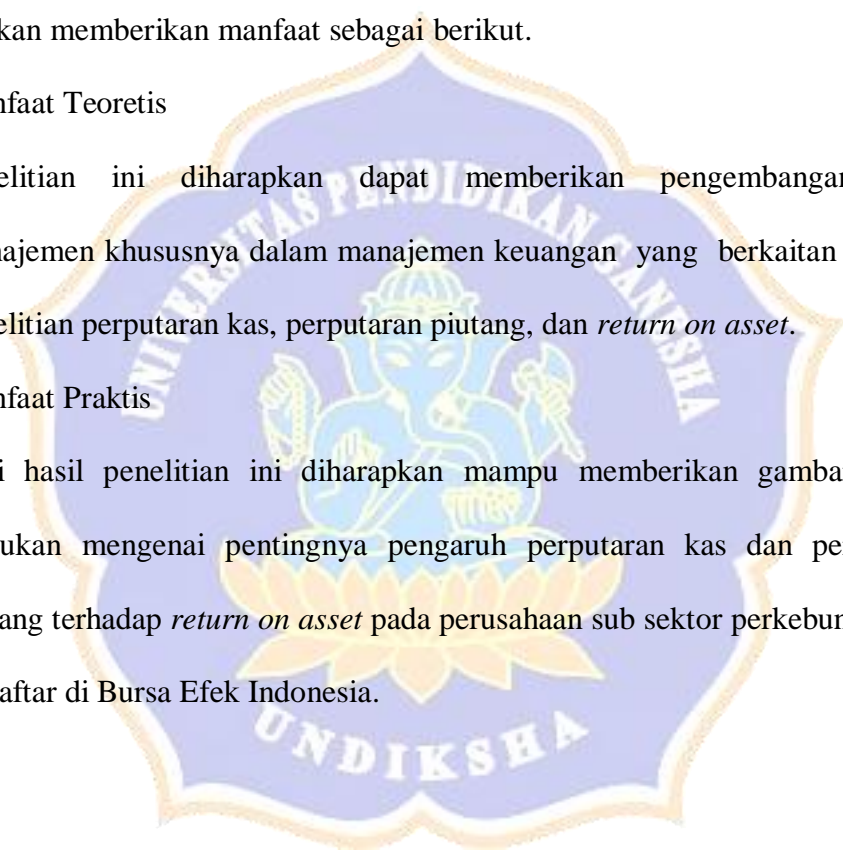 kan memberikan manfaat sebagai berikut.
nfaat Teoretis
elitian ini diharapkan dapat memberikan pengembangan
najemen khususnya dalam manajemen keuangan yang berkaitan
elitian perputaran kas, perputaran piutang, dan return on asset.
nfaat Praktis
i hasil penelitian ini diharapkan mampu memberikan gamba
ukan mengenai pentingnya pengaruh perputaran kas dan pe
ang terhadap return on asset pada perusahaan sub sektor perkebun
aftar di Bursa Efek Indonesia.
UNIVERSITAS PENDIDIKAN GANESHA
UNDIKSHA